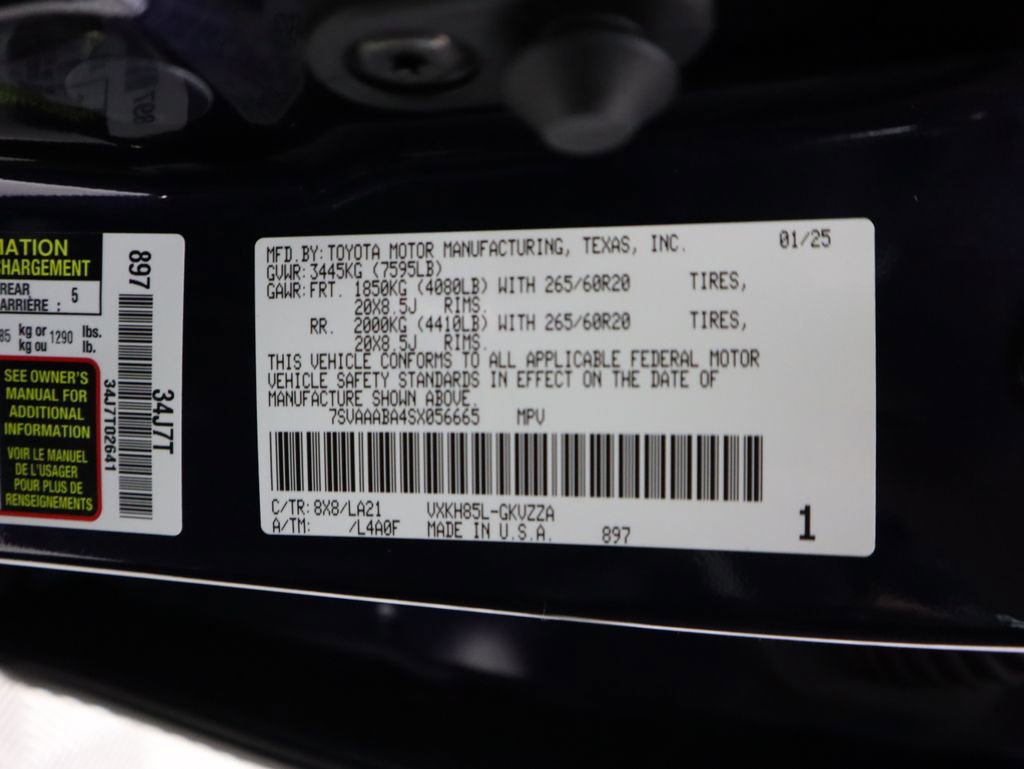 MATION
CHARGEMENT
REAR
ARRIÈRE : 5
85 kg or 1290 lbs.
kg ou lb.
SEE OWNER'S
MANUAL FOR
ADDITIONAL
INFORMATION
VOIR LE MANUEL
DE L'USAGER
POUR PLUS DE
RENSEIGNEMENTS
897
34J7T
34J7T02641
MFD.BY:TOYOTA MOTOR MANUFACTURING, TEXAS, INC. 01/25
GVWR:3445KG (7595LB)
GAWR:FRT. 1850KG (4080LB) WITH 265/60R20 TIRES,
20X8.5J RIMS.
RR. 2000KG (4410LB) WITH 265/60R20 TIRES,
20X8.5J RIMS.
THIS VEHICLE CONFORMS TO ALL APPLICABLE FEDERAL MOTOR
VEHICLE SAFETY STANDARDS IN EFFECT ON THE DATE OF
MANUFACTURE SHOWN ABOVE.
7SVAAABA4SX056665 MPV
C/TR: 8X8/LA21 VXKH85L-GKVZZA
A/TM: /L4A0F MADE IN U.S.A. 897 1